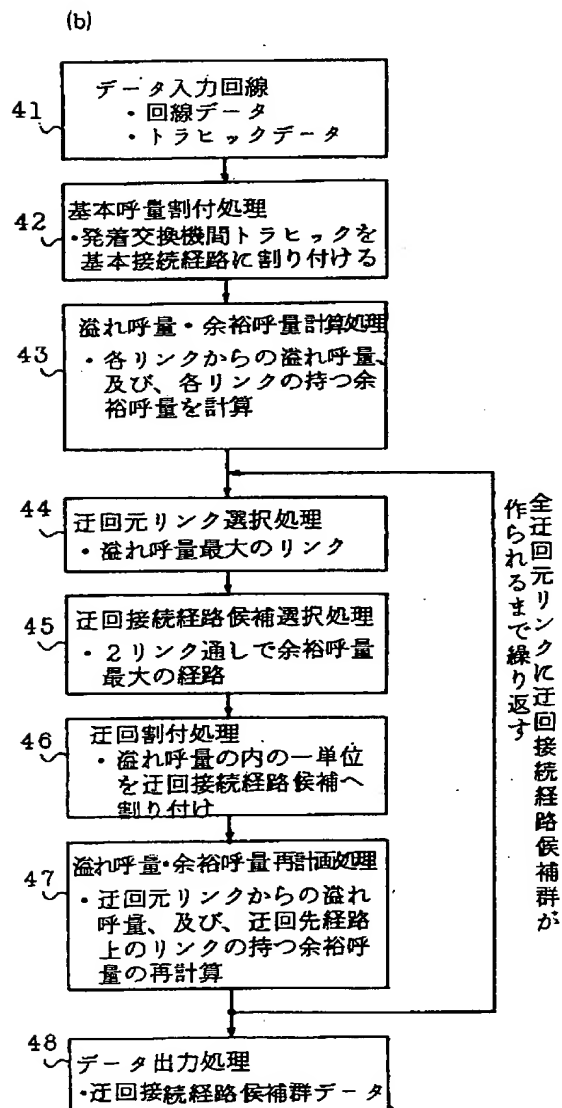 (b)
41
データ入力回線
・回線データ
・トラヒックデータ
42
基本呼量割付処理
・発着交換機間トラヒックを
基本接続経路に割り付ける
43
溢れ呼量・余裕呼量計算処理
・各リンクからの溢れ呼量、
及び、各リンクの持つ余
裕呼量を計算
44
迂回元リンク選択処理
・溢れ呼量最大のリンク
45
迂回接続経路候補選択処理
・2リンク通しで余裕呼量
最大の経路
46
迂回割付処理
・溢れ呼量の内の一単位
を迂回接続経路候補へ
割り付け
47
溢れ呼量・余裕呼量再計画処理
・迂回元リンクからの溢れ
呼量、及び、迂回先経路
上のリンクの持つ余裕呼
量の再計算
48
データ出力処理
・迂回接続経路候補群データ
全迂回元リンクに迂回接続経路候補群が
作られるまで繰り返す